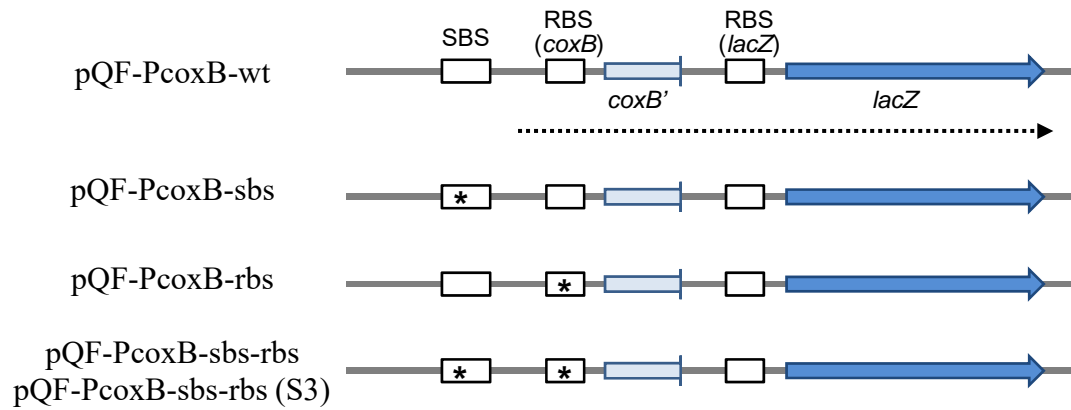 SBS
RBS
(coxB)
RBS
(lacZ)
pQF-PcoxB-wt
coxB’
lacZ
pQF-PcoxB-sbs
*
pQF-PcoxB-rbs
*
pQF-PcoxB-sbs-rbs
pQF-PcoxB-sbs-rbs (S3)
* *